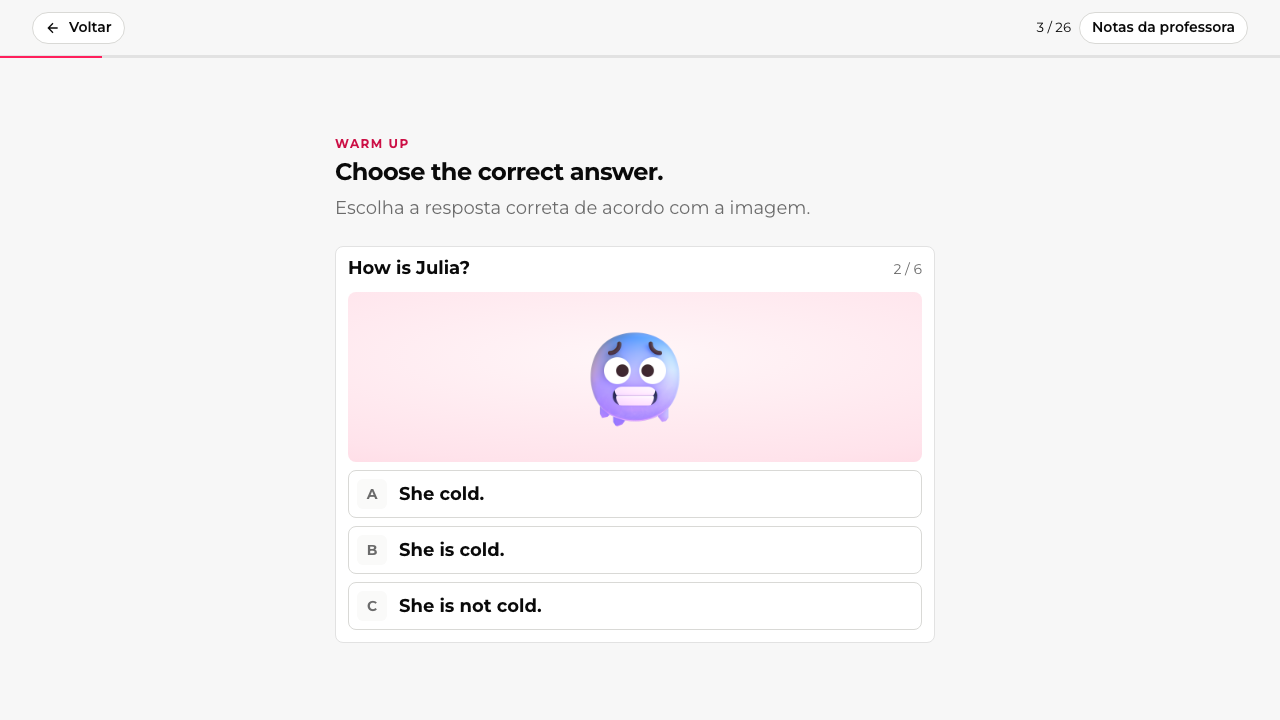 Voltar
3 / 26
Notas da professora
WARM UP
Choose the correct answer.
Escolha a resposta correta de acordo com a imagem.
How is Julia?
2 / 6
A She cold.
B She is cold.
C She is not cold.